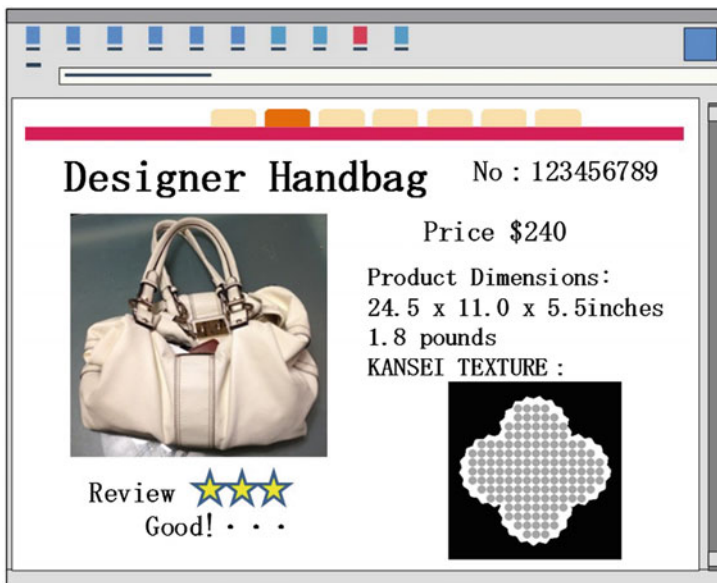 Designer Handbag
No：123456789
Price $240
Product Dimensions:
24.5 x 11.0 x 5.5inches
1.8 pounds
KANSEI TEXTURE：
Review
Good!・・・